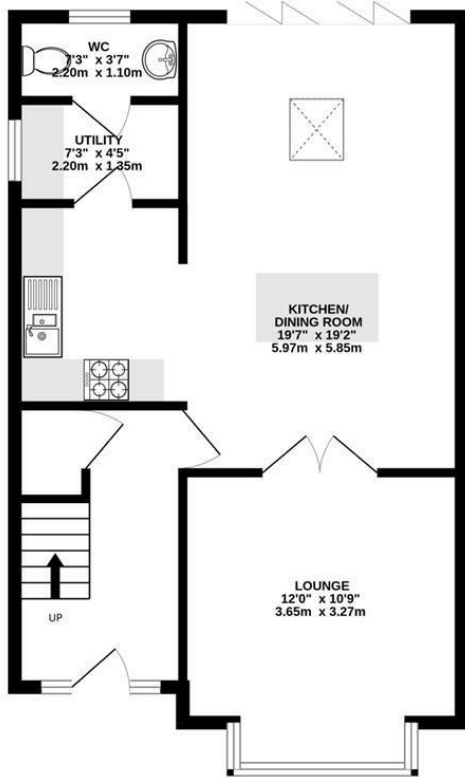 WC
7'3" x 3'7"
2.20m x 1.10m
UTILITY
7'3" x 4'5"
2.20m x 1.35m
KITCHEN/
DINING ROOM
19'7" x 19'2"
5.97m x 5.85m
LOUNGE
12'0" x 10'9"
3.65m x 3.27m
UP